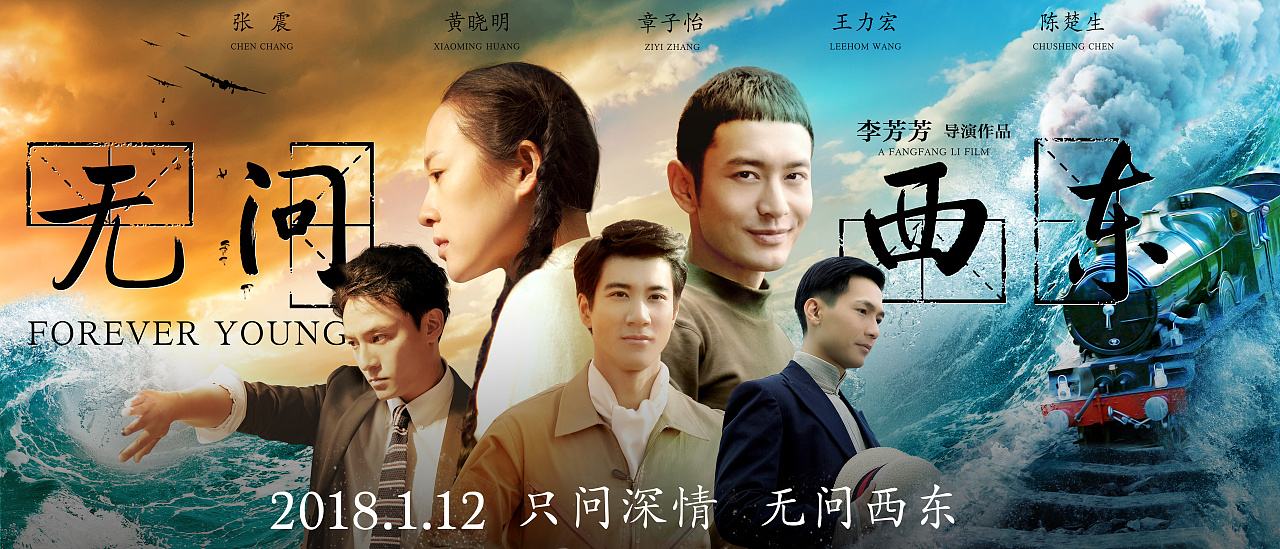 张 震 黄晓明 章子怡 王力宏 陈楚生
CHEN CHANG XIAOMING HUANG ZIYI ZHANG LEEHOM WANG CHUSHENG CHEN
李芳芳 导演作品
A FANGFANG LI FILM
无问西东
FOREVER YOUNG
2018.1.12 只问深情 无问西东